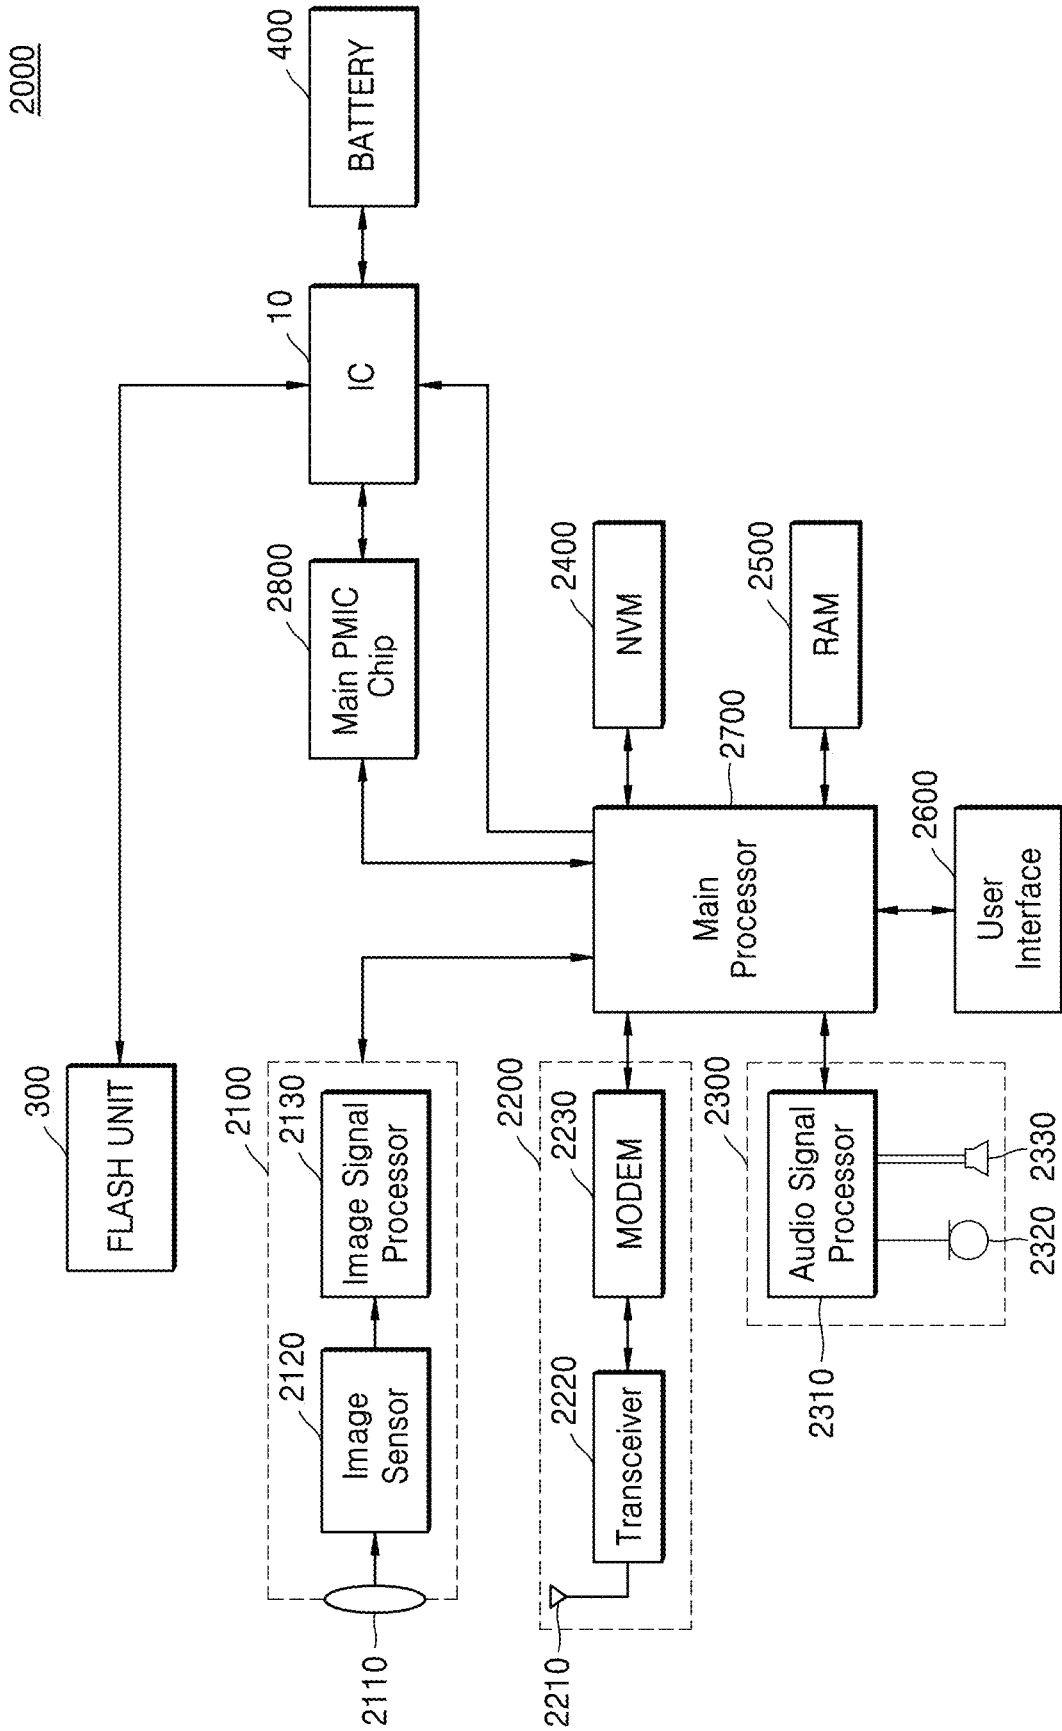 2000
300
FLASH UNIT
10
IC
400
BATTERY
2100
2110
2120
Image
Sensor
2130
Image Signal
Processor
2800
Main PMIC
Chip
2200
2210
2220
Transceiver
2230
MODEM
2700
Main
Processor
2400
NVM
2500
RAM
2300
2310
Audio Signal
Processor
2320
2330
2600
User
Interface